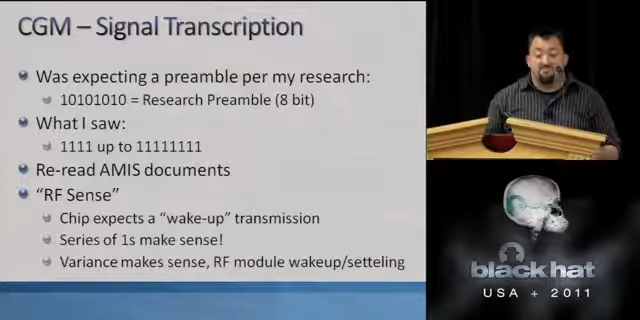 CGM – Signal Transcription
Was expecting a preamble per my research:
10101010 = Research Preamble (8 bit)
What I saw:
1111 up to 11111111
Re-read AMIS documents
"RF Sense"
Chip expects a "wake-up" transmission
Series of 1s make sense!
Variance makes sense, RF module wakeup/setteling
black hat
USA + 2011